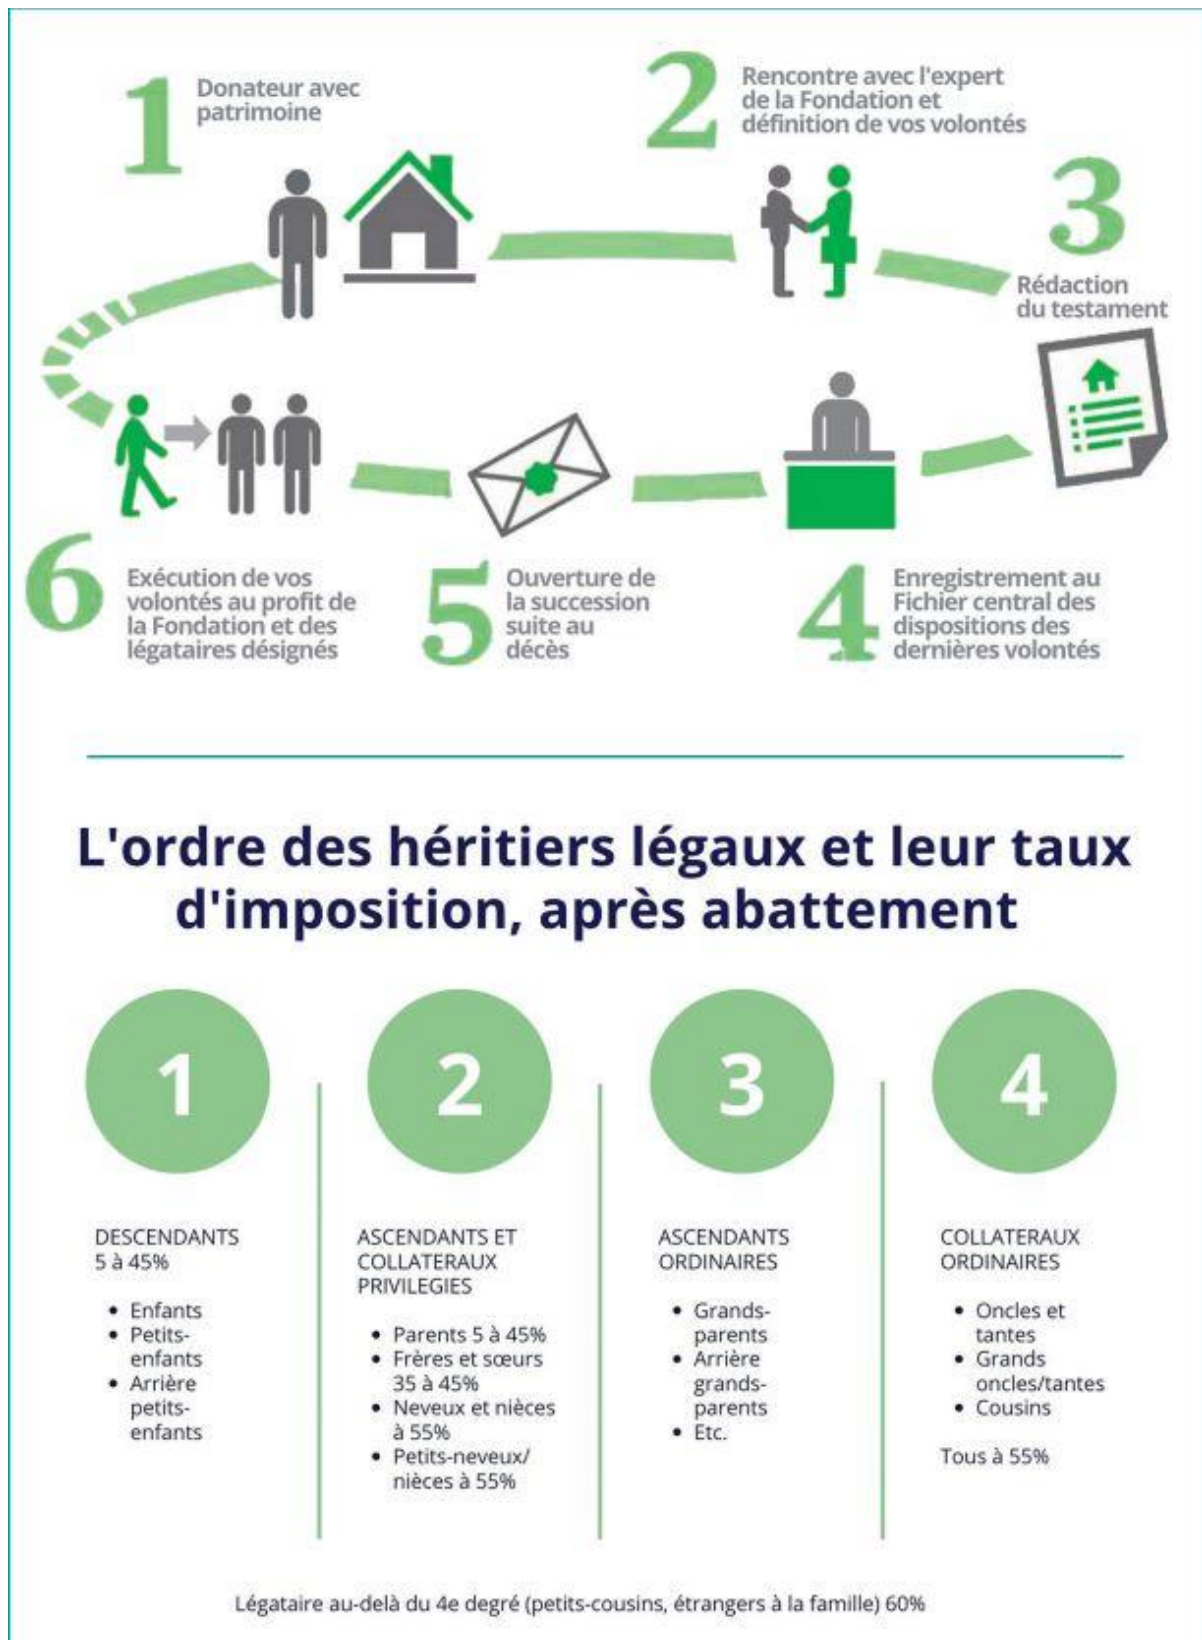 1
Donateur avec
patrimoine
2
Rencontre avec l'expert
de la Fondation et
définition de vos volontés
3
Rédaction
du testament
4
Enregistrement au
Fichier central des
dispositions des
dernières volontés
5
Ouverture de
la succession
suite au
décès
6
Exécution de vos
volontés au profit de
la Fondation et des
légataires désignés
L'ordre des héritiers légaux et leur taux
d'imposition, après abattement
1
DESCENDANTS
5 à 45%
• Enfants
• Petits-
enfants
• Arrière
petits-
enfants
2
ASCENDANTS ET
COLLATERAUX
PRIVILEGIES
• Parents 5 à 45%
• Frères et sœurs
35 à 45%
• Neveux et nièces
à 55%
• Petits-neveux/
nièces à 55%
3
ASCENDANTS
ORDINAIRES
• Grands-
parents
• Arrière
grands-
parents
• Etc.
4
COLLATERAUX
ORDINAIRES
• Oncles et
tantes
• Grands
oncles/tantes
• Cousins
Tous à 55%
Légataire au-delà du 4e degré (petits-cousins, étrangers à la famille) 60%